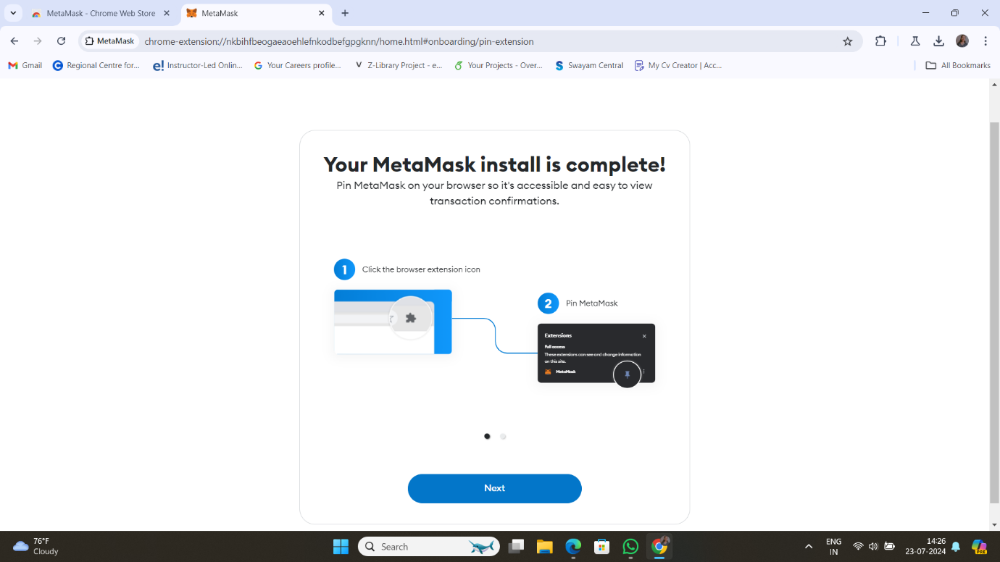 MetaMask - Chrome Web Store
MetaMask
MetaMask
chrome-extension://nkbihfbeogaeaoehlefnkodbefgpgknn/home.html#onboarding/pin-extension
Gmail
Regional Centre for...
Instructor-Led Onlin...
Your Careers profile...
Z-Library Project - e...
Your Projects - Over...
Swayam Central
My Cv Creator | Acc...
All Bookmarks
Your MetaMask install is complete!
Pin MetaMask on your browser so it's accessible and easy to view
transaction confirmations.
1 Click the browser extension icon
2 Pin MetaMask
Extensions
Full access
These extensions can see and change information
on this site.
MetaMask
Next
76°F
Cloudy
Search
ENG
IN
14:26
23-07-2024
PRE